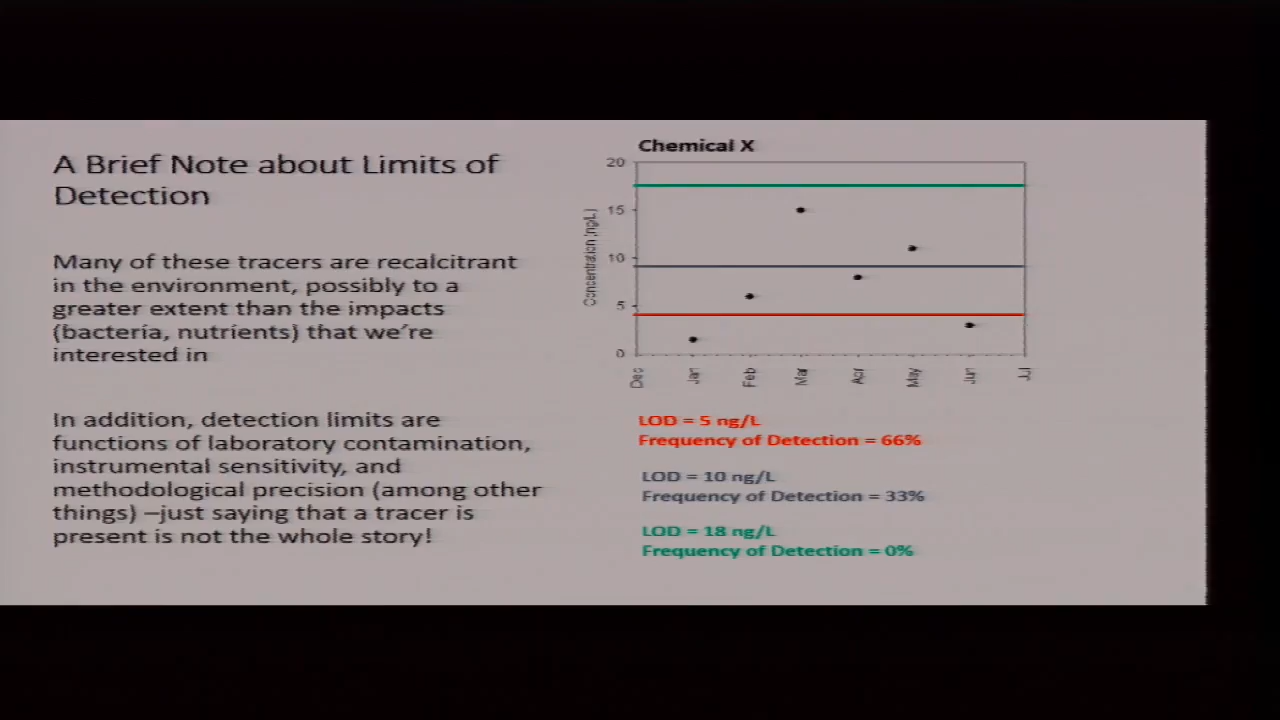 A Brief Note about Limits of
Detection
Many of these tracers are recalcitrant
in the environment, possibly to a
greater extent than the impacts
(bacteria, nutrients) that we're
interested in
In addition, detection limits are
functions of laboratory contamination,
instrumental sensitivity, and
methodological precision (among other
things) –just saying that a tracer is
present is not the whole story!
Chemical X
Concentration (ng/L)
20
15
10
5
0
Dec
Jan
Feb
Mar
Apr
May
Jun
Jul
LOD = 5 ng/L
Frequency of Detection = 66%
LOD = 10 ng/L
Frequency of Detection = 33%
LOD = 18 ng/L
Frequency of Detection = 0%